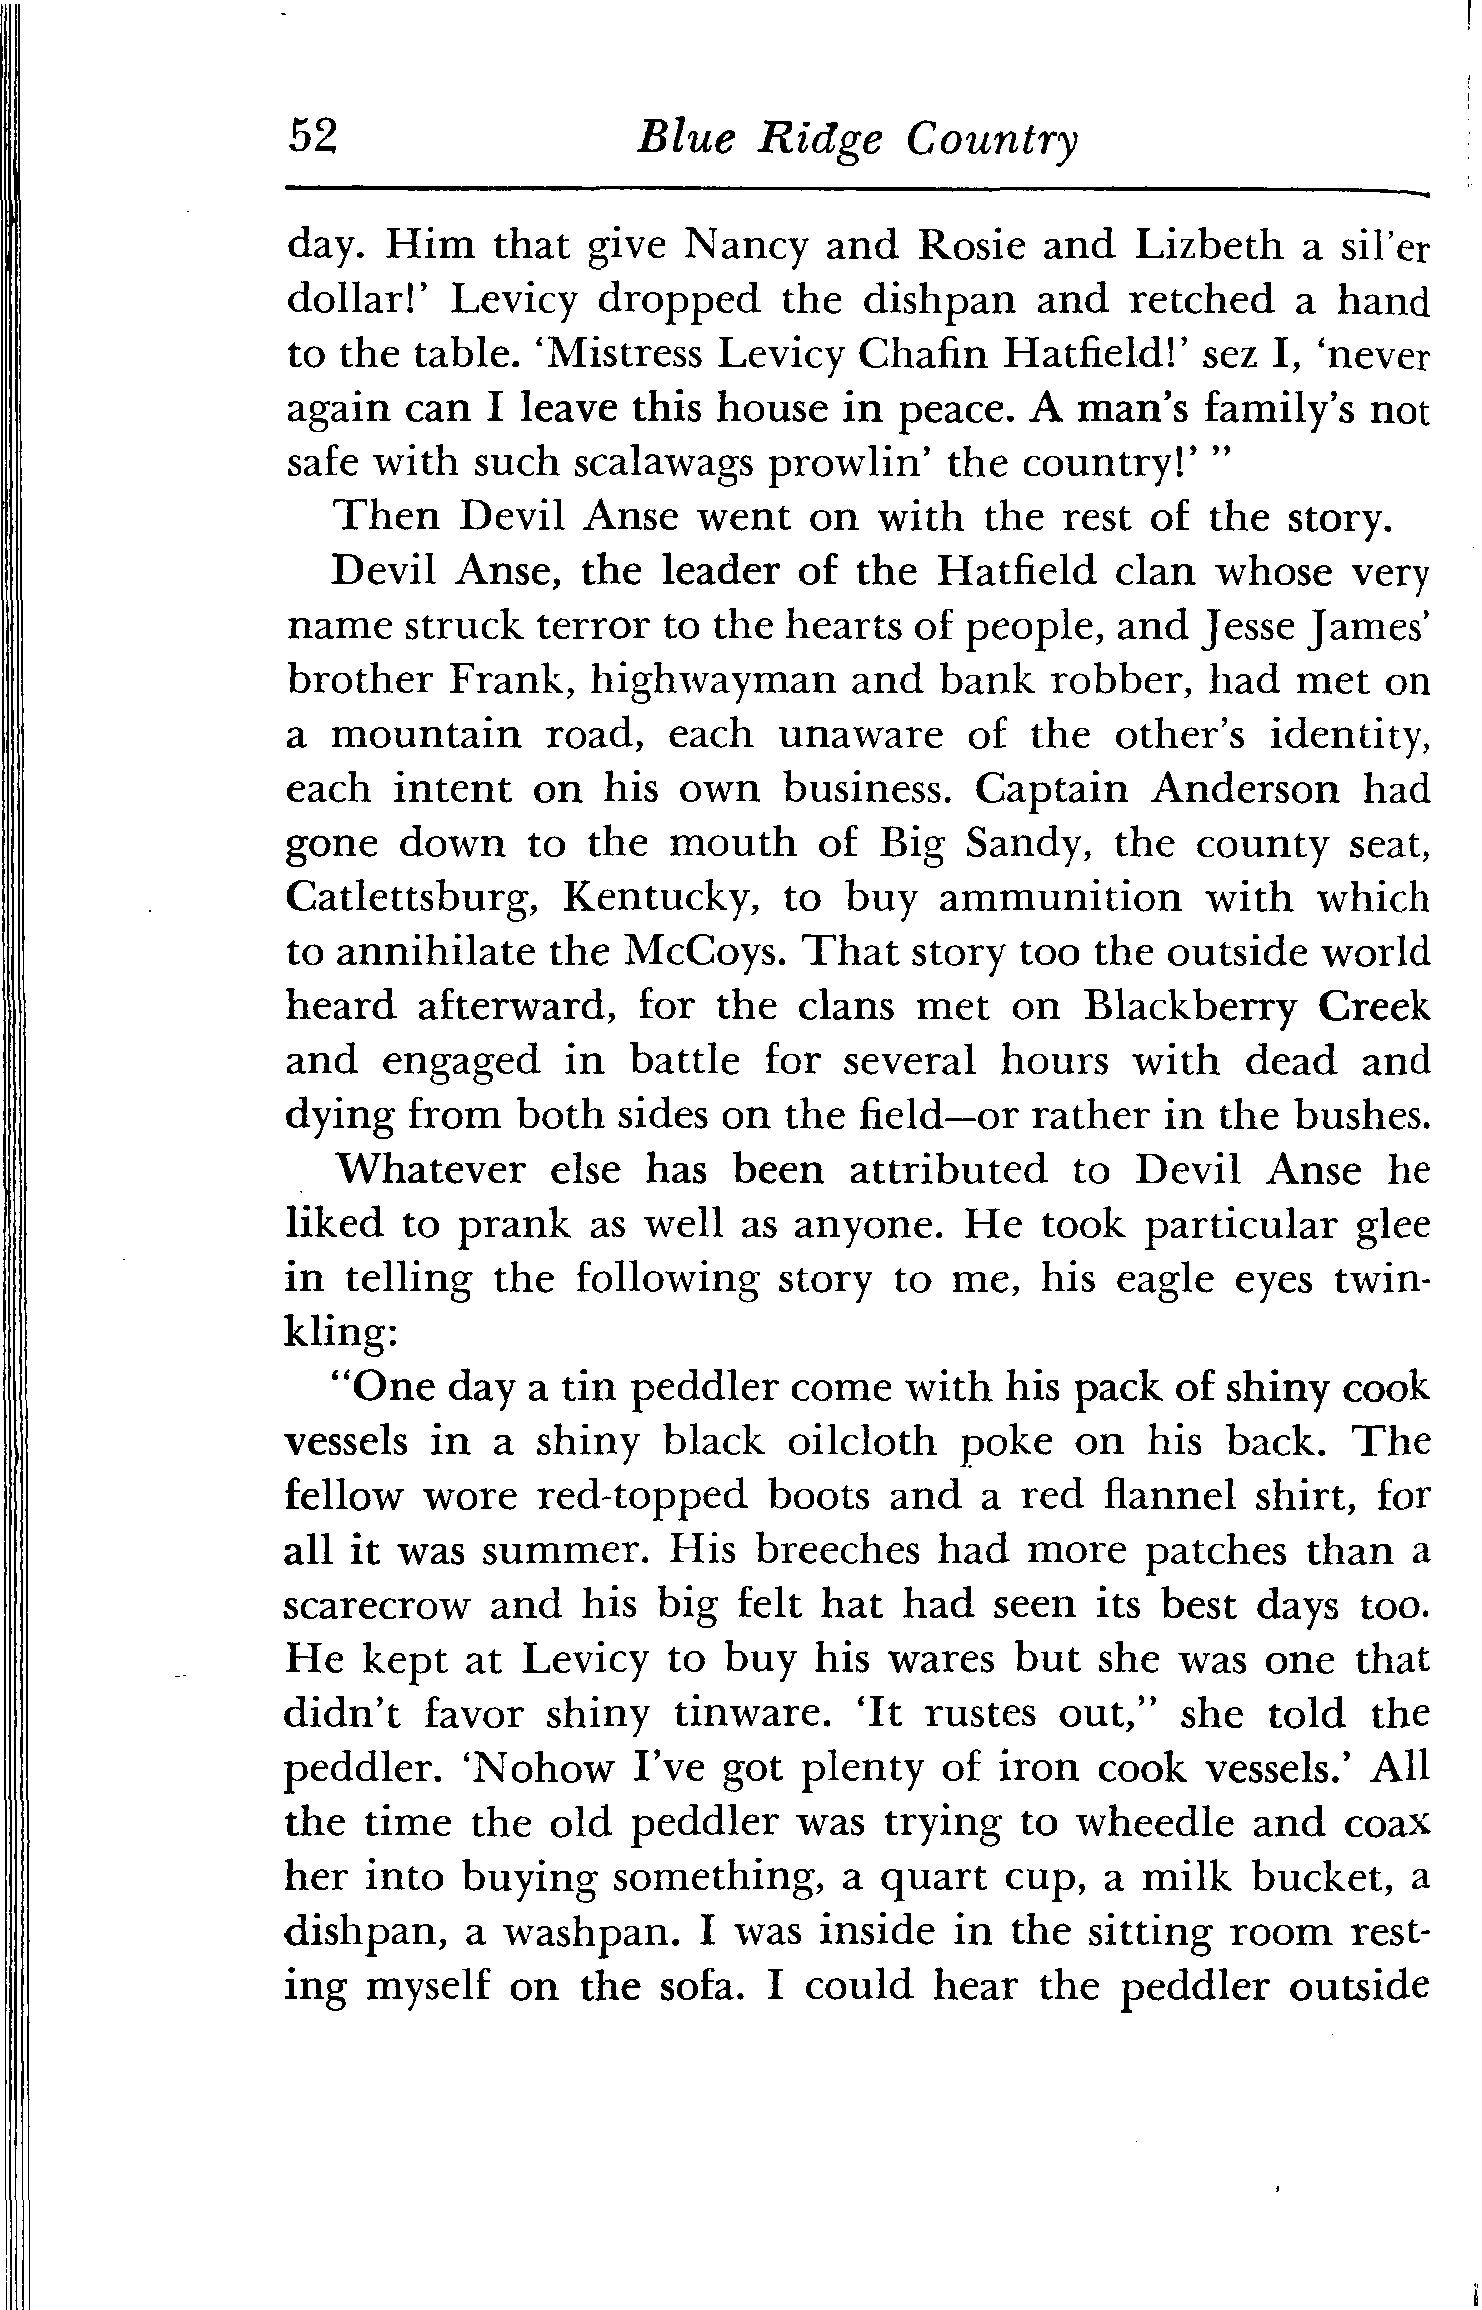 52 Blue Ridge Country
day. Him that give Nancy and Rosie and Lizbeth a sil'er
dollar!' Levicy dropped the dishpan and retched a hand
to the table. 'Mistress Levicy Chafin Hatfield!' sez I, 'never
again can I leave this house in peace. A man's family's not
safe with such scalawags prowlin' the country!' "
Then Devil Anse went on with the rest of the story.
Devil Anse, the leader of the Hatfield clan whose very
name struck terror to the hearts of people, and Jesse James'
brother Frank, highwayman and bank robber, had met on
a mountain road, each unaware of the other's identity,
each intent on his own business. Captain Anderson had
gone down to the mouth of Big Sandy, the county seat,
Catlettsburg, Kentucky, to buy ammunition with which
to annihilate the McCoys. That story too the outside world
heard afterward, for the clans met on Blackberry Creek
and engaged in battle for several hours with dead and
dying from both sides on the field—or rather in the bushes.
Whatever else has been attributed to Devil Anse he
liked to prank as well as anyone. He took particular glee
in telling the following story to me, his eagle eyes twin-
kling:
"One day a tin peddler come with his pack of shiny cook
vessels in a shiny black oilcloth poke on his back. The
fellow wore red-topped boots and a red flannel shirt, for
all it was summer. His breeches had more patches than a
scarecrow and his big felt hat had seen its best days too.
He kept at Levicy to buy his wares but she was one that
didn't favor shiny tinware. 'It rustes out," she told the
peddler. 'Nohow I've got plenty of iron cook vessels.' All
the time the old peddler was trying to wheedle and coax
her into buying something, a quart cup, a milk bucket, a
dishpan, a washpan. I was inside in the sitting room rest-
ing myself on the sofa. I could hear the peddler outside